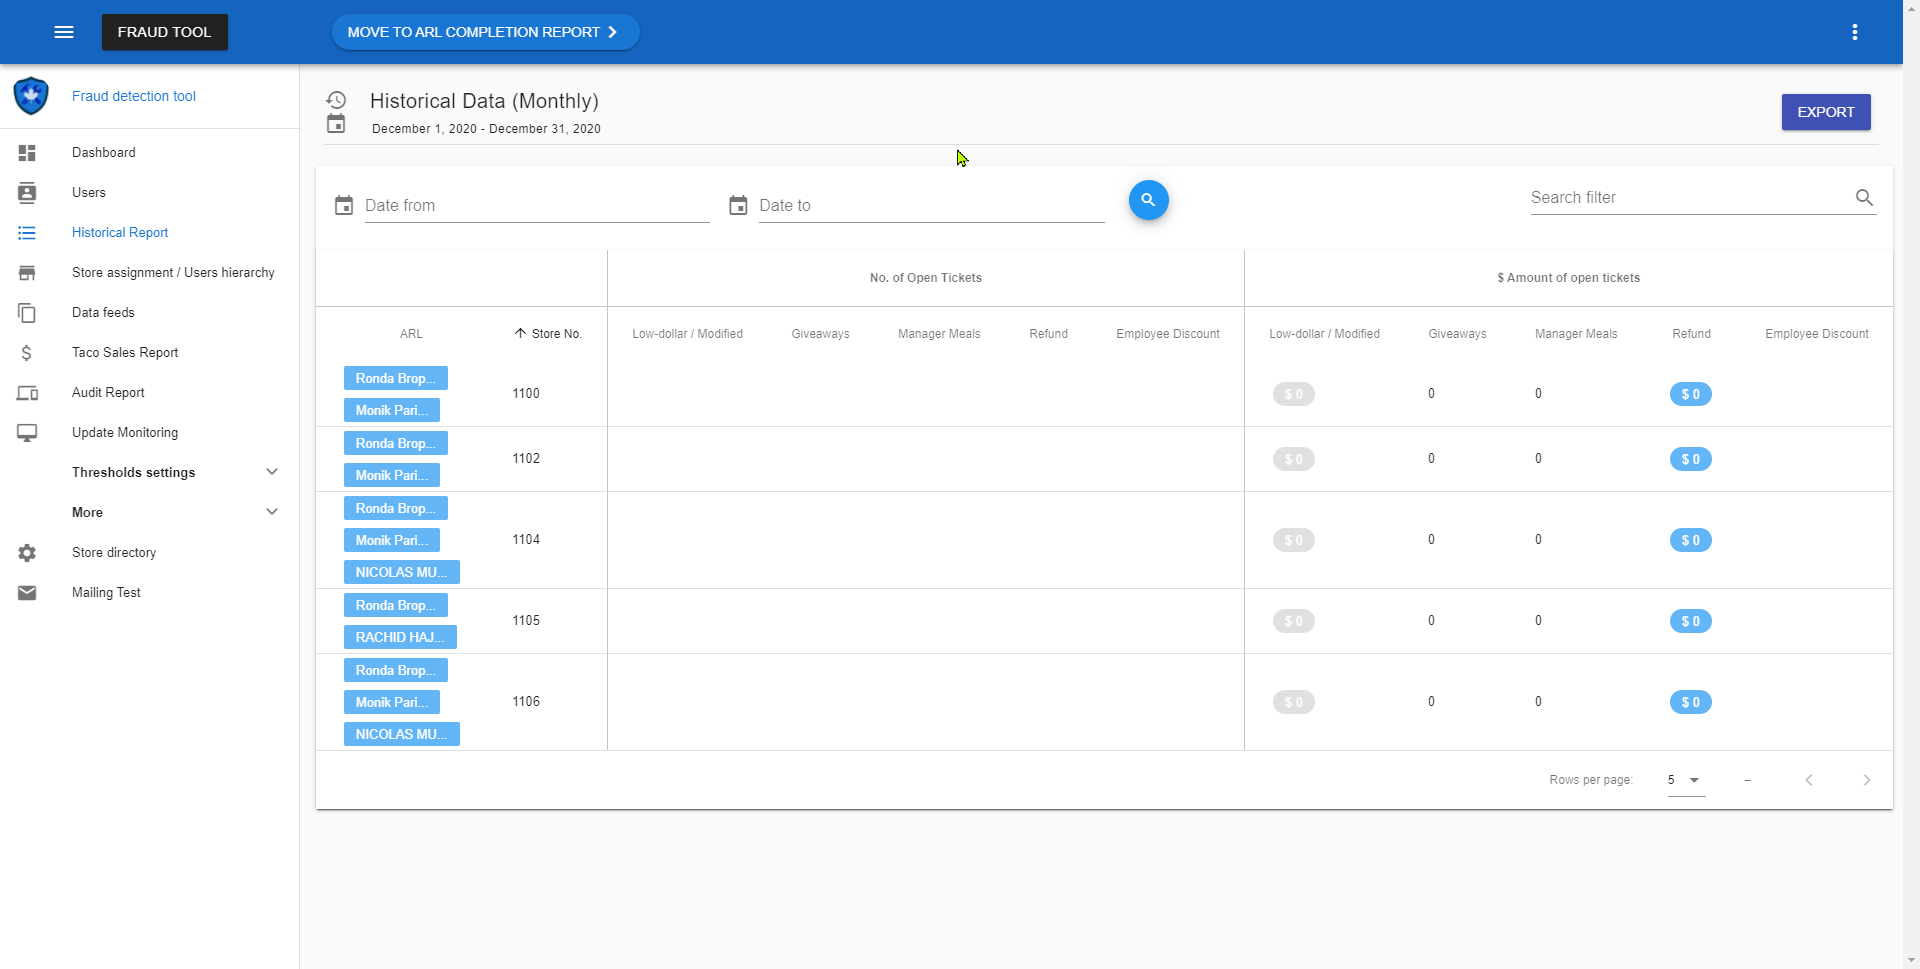 FRAUD TOOL
MOVE TO ARL COMPLETION REPORT
Fraud detection tool
Dashboard
Users
Historical Report
Store assignment / Users hierarchy
Data feeds
Taco Sales Report
Audit Report
Update Monitoring
Thresholds settings
More
Store directory
Mailing Test
Historical Data (Monthly)
December 1, 2020 - December 31, 2020
EXPORT
Date from
Date to
Search filter
No. of Open Tickets
$ Amount of open tickets
ARL
Store No.
Low-dollar / Modified
Giveaways
Manager Meals
Refund
Employee Discount
Low-dollar / Modified
Giveaways
Manager Meals
Refund
Employee Discount
Ronda Brop...
Monik Pari...
1100
$ 0
0
0
$ 0
Ronda Brop...
Monik Pari...
1102
$ 0
0
0
$ 0
Ronda Brop...
Monik Pari...
NICOLAS MU...
1104
$ 0
0
0
$ 0
Ronda Brop...
RACHID HAJ...
1105
$ 0
0
0
$ 0
Ronda Brop...
Monik Pari...
NICOLAS MU...
1106
$ 0
0
0
$ 0
Rows per page:
5
–